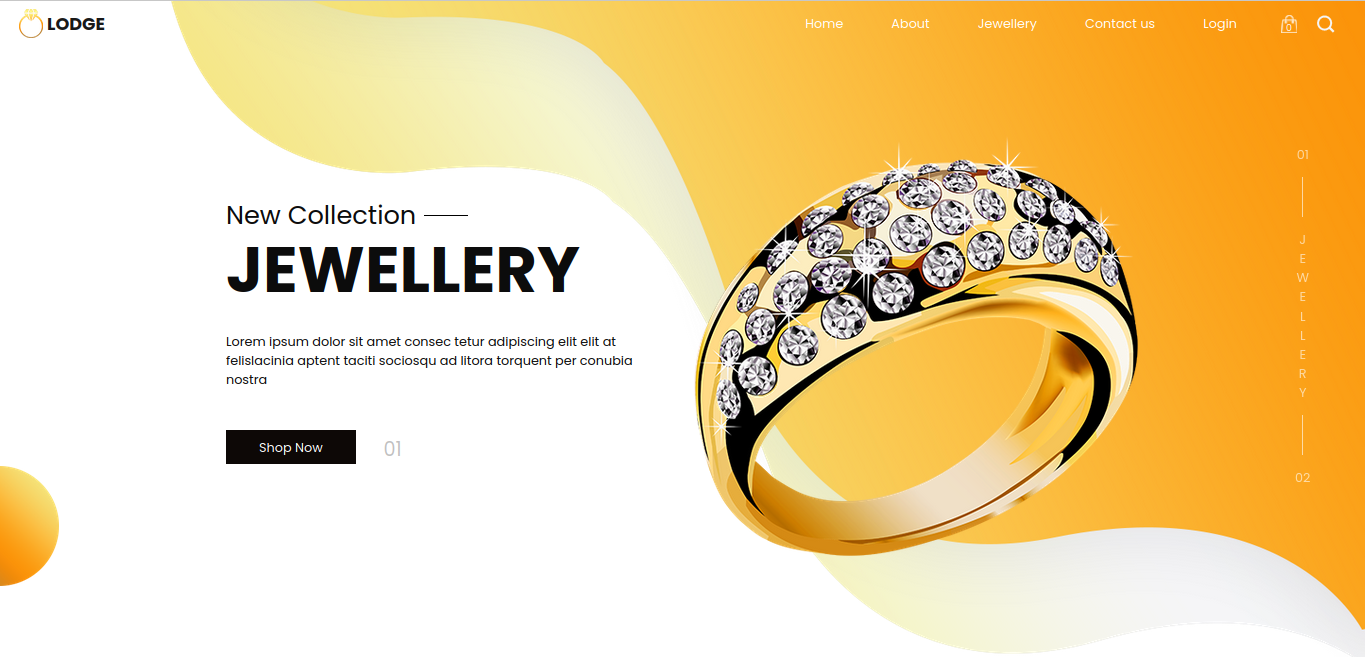 LODGE
Home
About
Jewellery
Contact us
Login
0
New Collection
JEWELLERY
Lorem ipsum dolor sit amet consec tetur adipiscing elit elit at
felislacinia aptent taciti sociosqu ad litora torquent per conubia
nostra
Shop Now
01
01
JEWELLERY
02